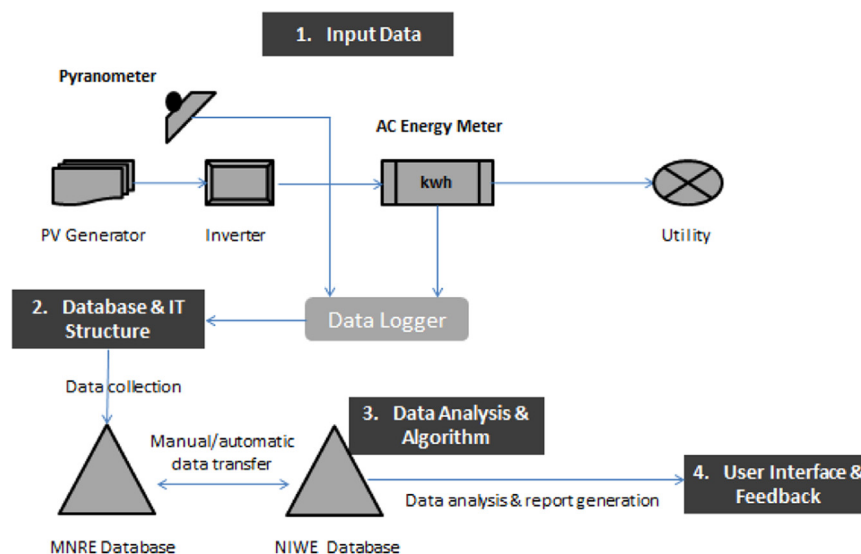 1. Input Data
Pyranometer
AC Energy Meter
kwh
PV Generator
Inverter
Utility
2. Database & IT
Structure
Data Logger
Data collection
3. Data Analysis &
Algorithm
Manual/automatic
data transfer
4. User Interface &
Feedback
Data analysis & report generation
MNRE Database
NIWE Database